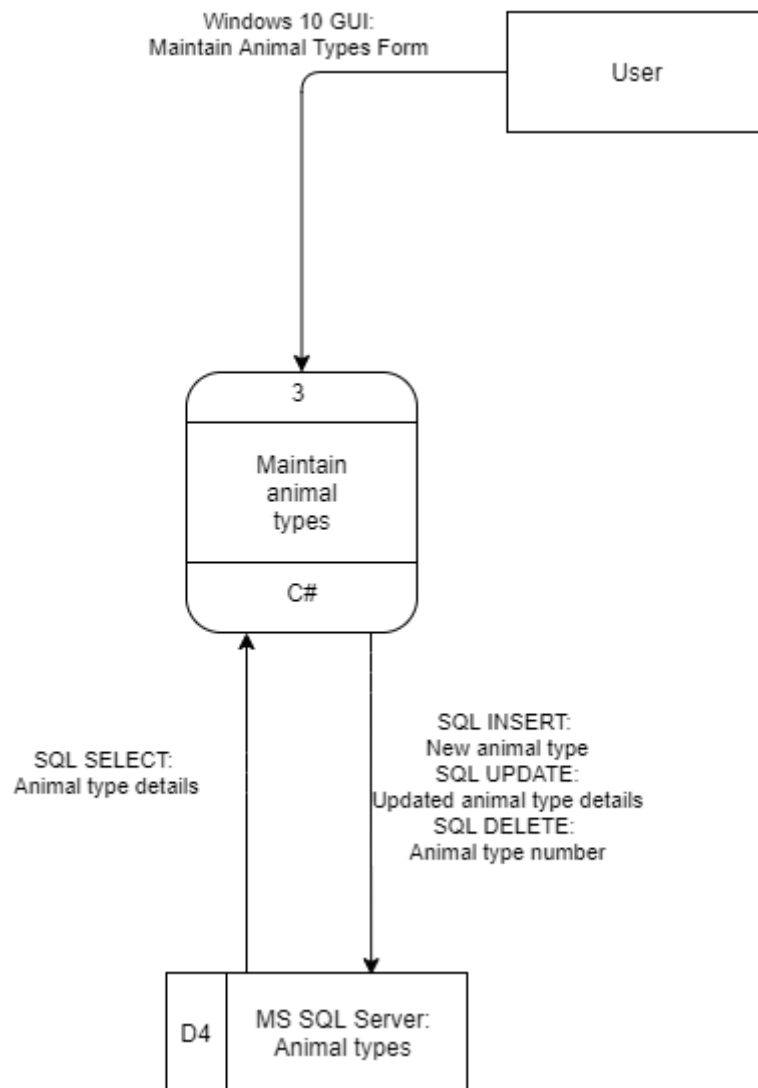 Windows 10 GUI:
Maintain Animal Types Form
User
3
Maintain
animal
types
C#
SQL SELECT:
Animal type details
SQL INSERT:
New animal type
SQL UPDATE:
Updated animal type details
SQL DELETE:
Animal type number
D4
MS SQL Server:
Animal types